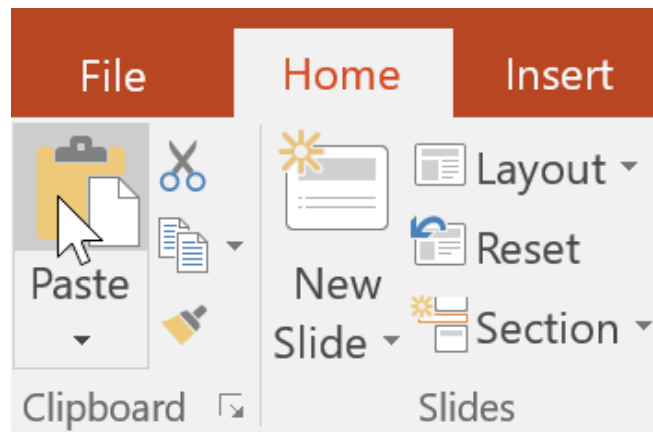 File Home Insert
Paste
New
Slide
Layout
Reset
Section
Clipboard
Slides